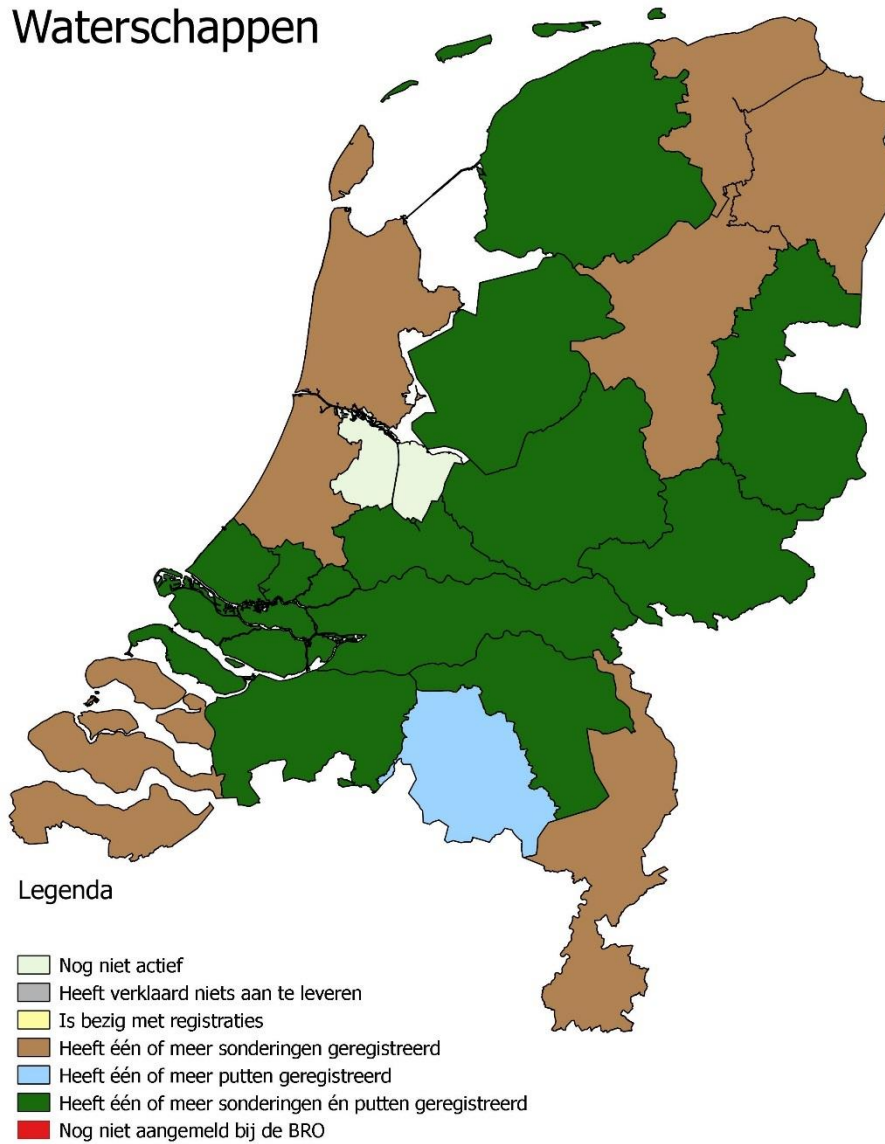 Waterschappen
Legenda
Nog niet actief
Heeft verklaard niets aan te leveren
Is bezig met registraties
Heeft één of meer sonderingen geregistreerd
Heeft één of meer putten geregistreerd
Heeft één of meer sonderingen én putten geregistreerd
Nog niet aangemeld bij de BRO